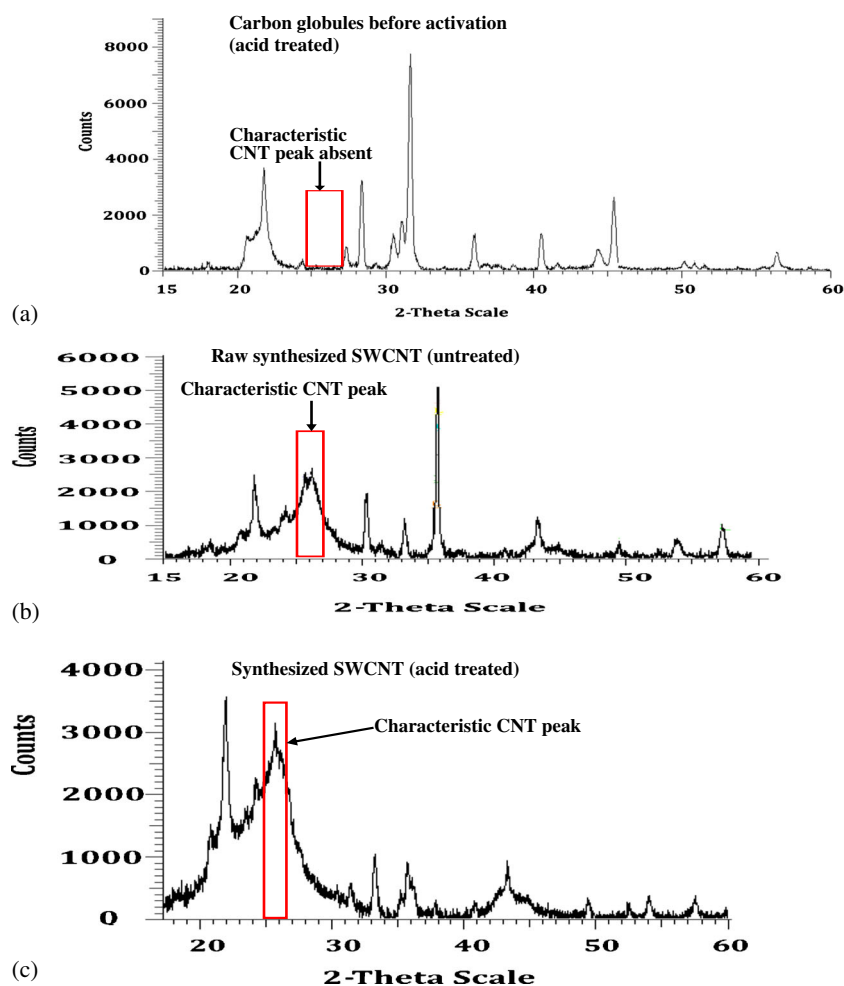 Carbon globules before activation
(acid treated)
8000
6000
4000
2000
0
Counts
Characteristic
CNT peak absent
15 20 30 40 50 60
2-Theta Scale
(a)
6000
5000
4000
3000
2000
1000
0
Counts
Raw synthesized SWCNT (untreated)
Characteristic CNT peak
15 20 30 40 50 60
2-Theta Scale
(b)
4000
3000
2000
1000
0
Counts
Synthesized SWCNT (acid treated)
Characteristic CNT peak
20 30 40 50 60
2-Theta Scale
(c)